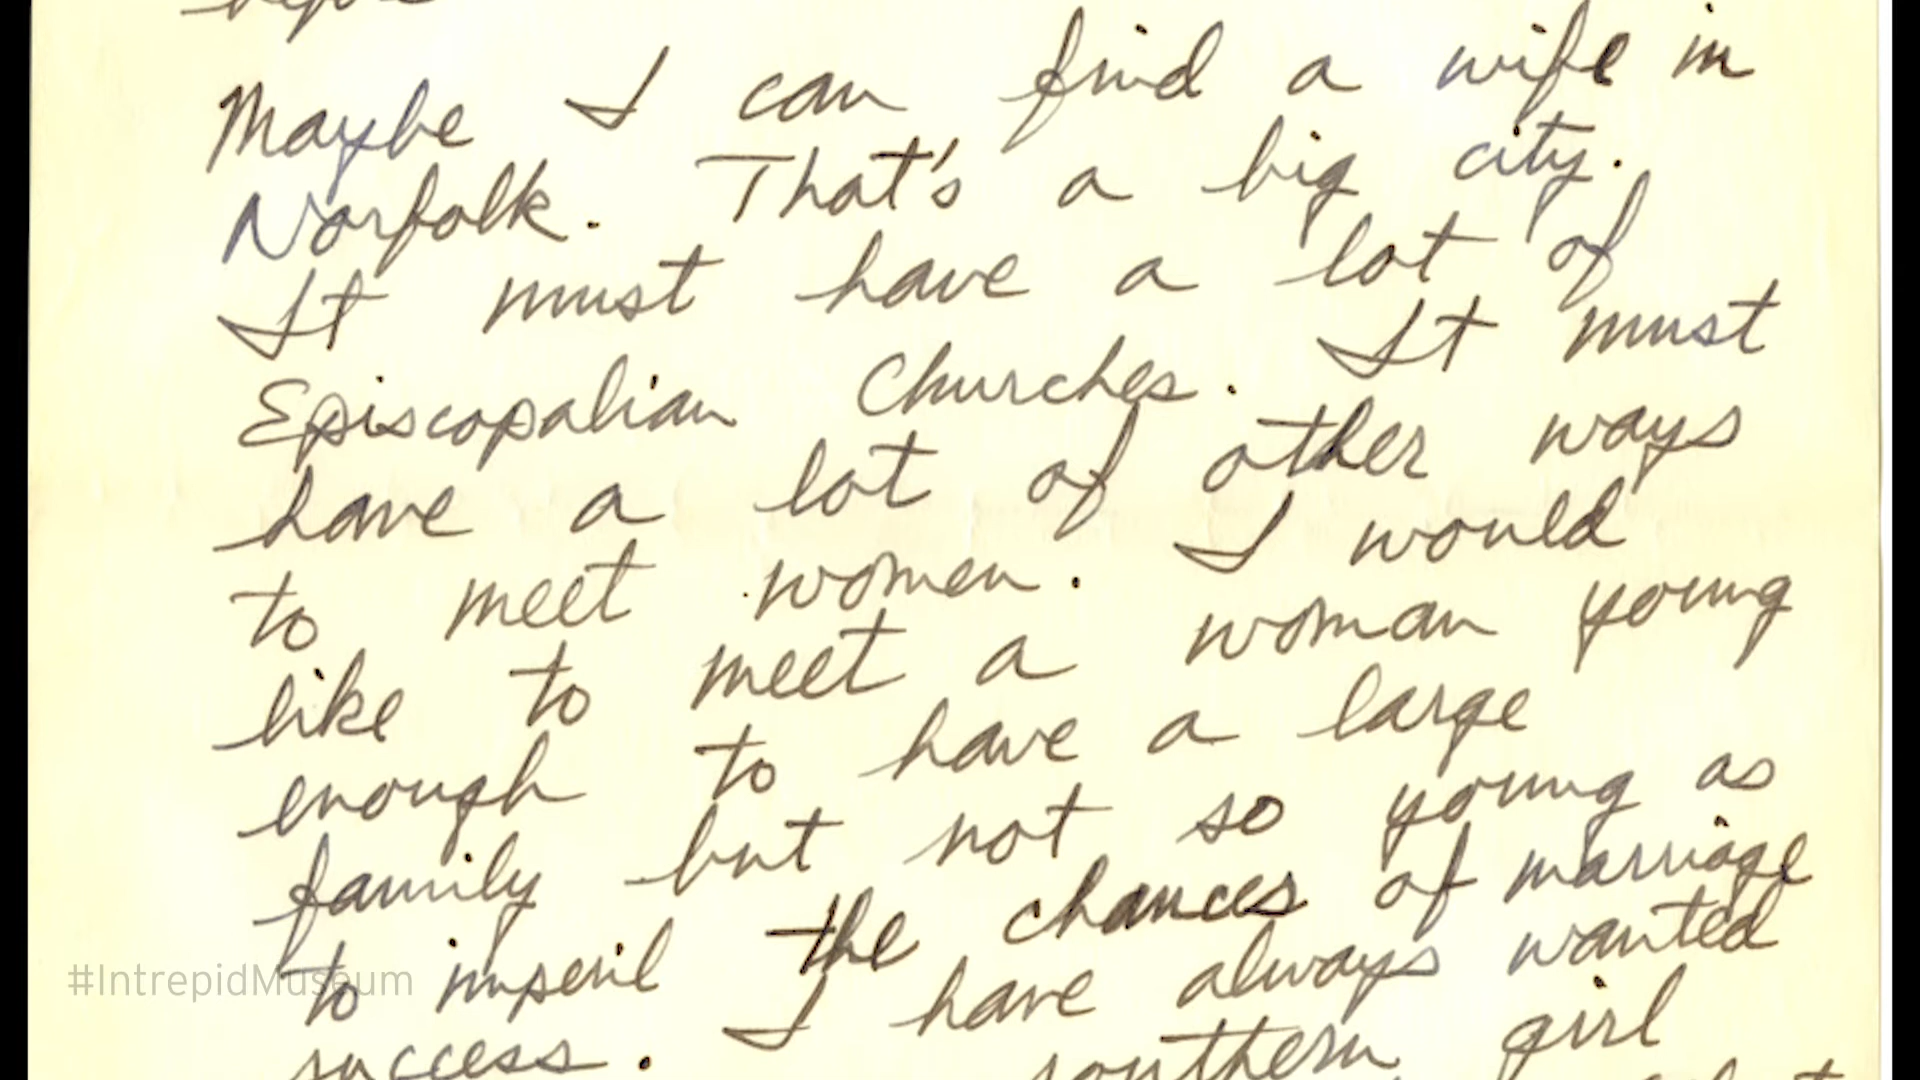 Maybe I can find a wife in
Norfolk. That's a big city.
It must have a lot of
Episcopalian Churches. It must
have a lot of other ways
to meet women. I would
like to meet a woman young
enough to have a large
family but not so young as
to imperil the chances of marriage
success. I have always wanted
southern girl
#IntrepidMuseum